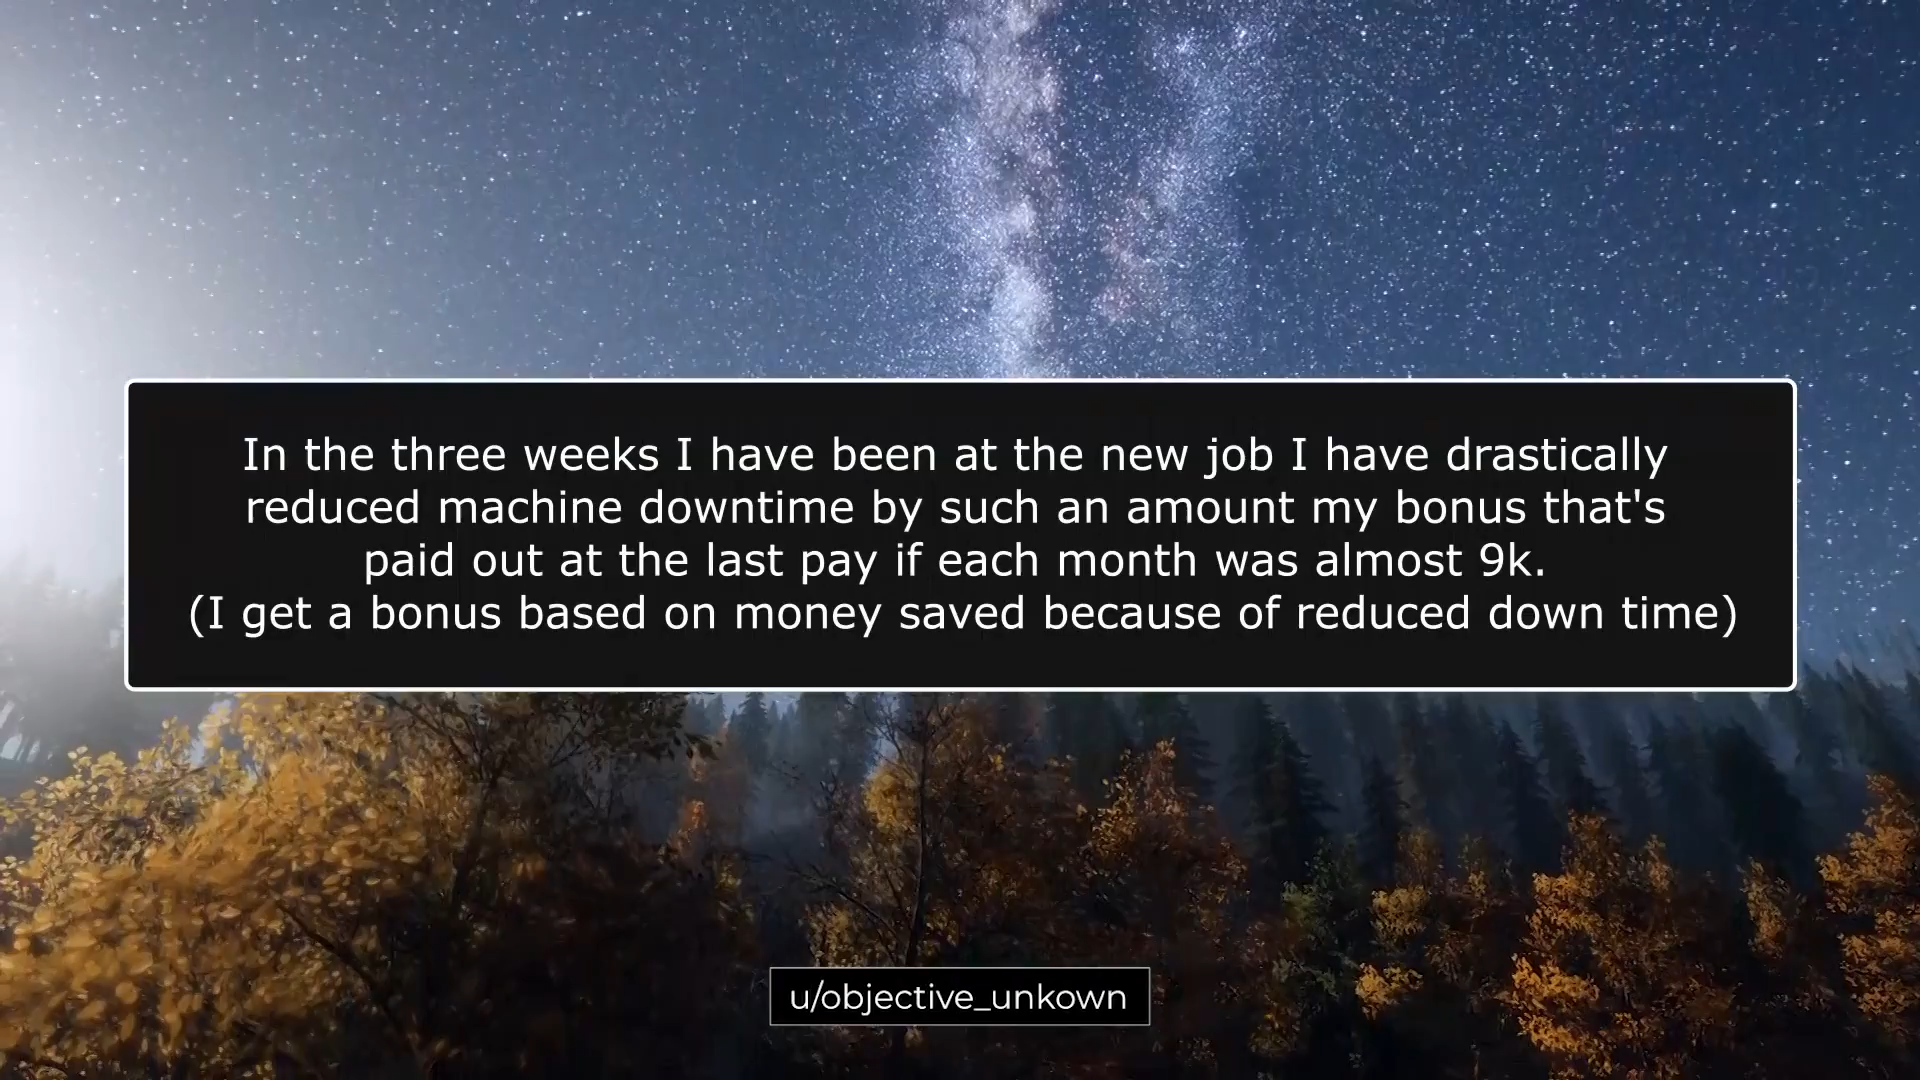 In the three weeks I have been at the new job I have drastically
reduced machine downtime by such an amount my bonus that's
paid out at the last pay if each month was almost 9k.
(I get a bonus based on money saved because of reduced down time)
u/objective_unkown